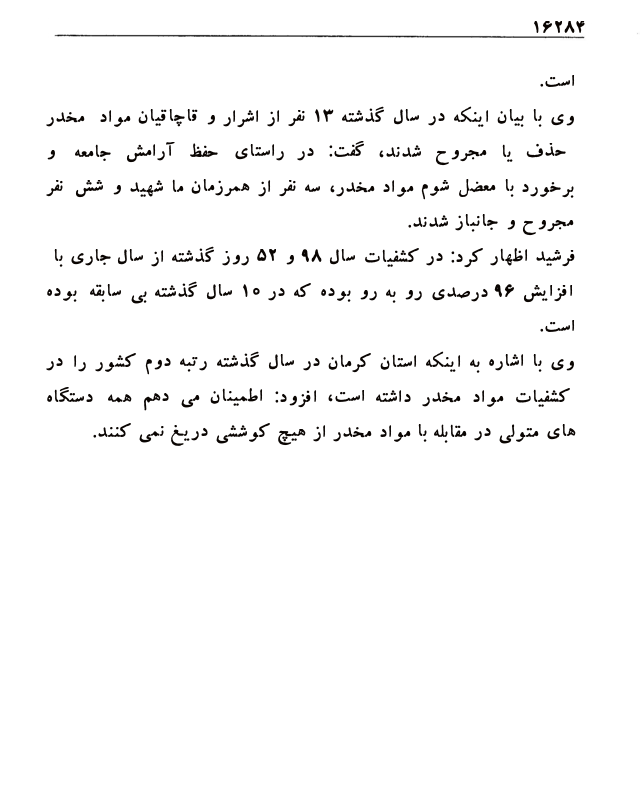 ۱۶۲۸۴
است.
وی با بیان اینکه در سال گذشته ۱۳ نفر از اشرار و قاچاقیان مواد مخدر
حذف یا مجروح شدند، گفت: در راستای حفظ آرامش جامعه و
برخورد با معضل شوم مواد مخدر، سه نفر از همرزمان ما شهید و شش نفر
مجروح و جانباز شدند.
فرشید اظهار کرد: در کشفیات سال ۹۸ و ۵۲ روز گذشته از سال جاری با
افزایش ۹۶ درصدی رو به رو بوده که در ۱۰ سال گذشته بی سابقه بوده
است.
وی با اشاره به اینکه استان کرمان در سال گذشته رتبه دوم کشور را در
کشفیات مواد مخدر داشته است، افزود: اطمینان می دهم همه دستگاه
های متولی در مقابله با مواد مخدر از هیچ کوششی دریغ نمی کنند.